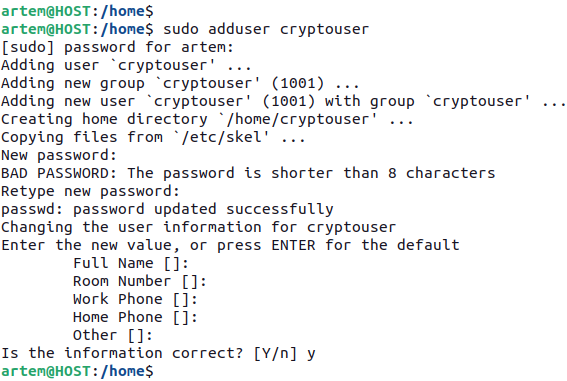 artem@HOST:/home$
artem@HOST:/home$ sudo adduser cryptouser
[sudo] password for artem:
Adding user `cryptouser' ...
Adding new group `cryptouser' (1001) ...
Adding new user `cryptouser' (1001) with group `cryptouser' ...
Creating home directory `/home/cryptouser' ...
Copying files from `/etc/skel' ...
New password:
BAD PASSWORD: The password is shorter than 8 characters
Retype new password:
passwd: password updated successfully
Changing the user information for cryptouser
Enter the new value, or press ENTER for the default
        Full Name []:
        Room Number []:
        Work Phone []:
        Home Phone []:
        Other []:
Is the information correct? [Y/n] y
artem@HOST:/home$